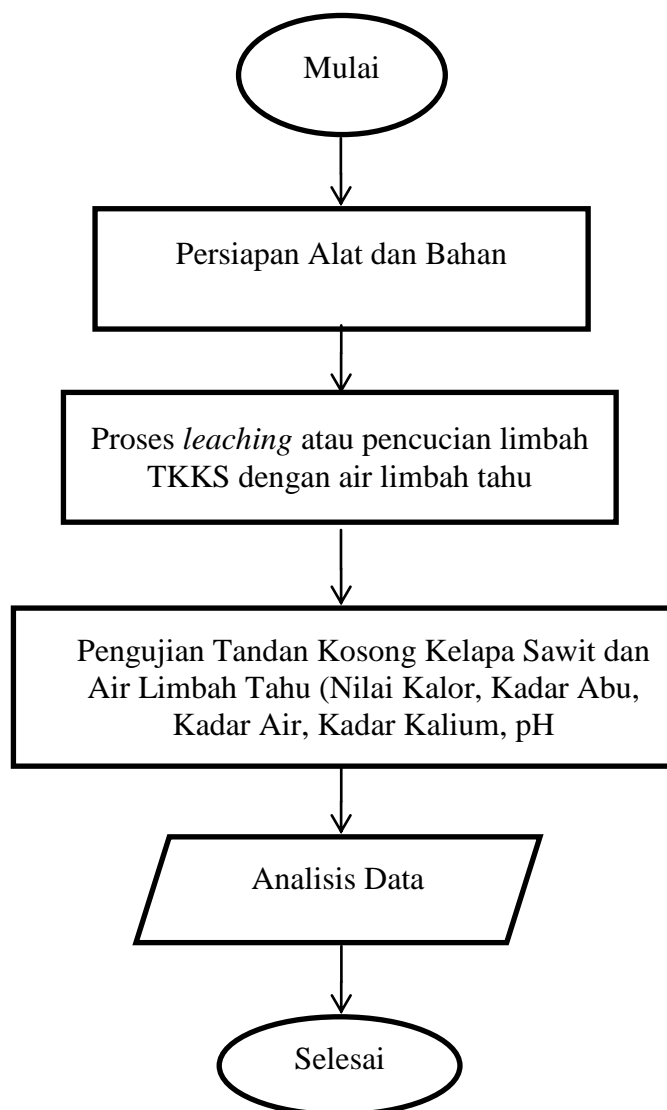 Mulai
Persiapan Alat dan Bahan
Proses leaching atau pencucian limbah
TKKS dengan air limbah tahu
Pengujian Tandan Kosong Kelapa Sawit dan
Air Limbah Tahu (Nilai Kalor, Kadar Abu,
Kadar Air, Kadar Kalium, pH
Analisis Data
Selesai